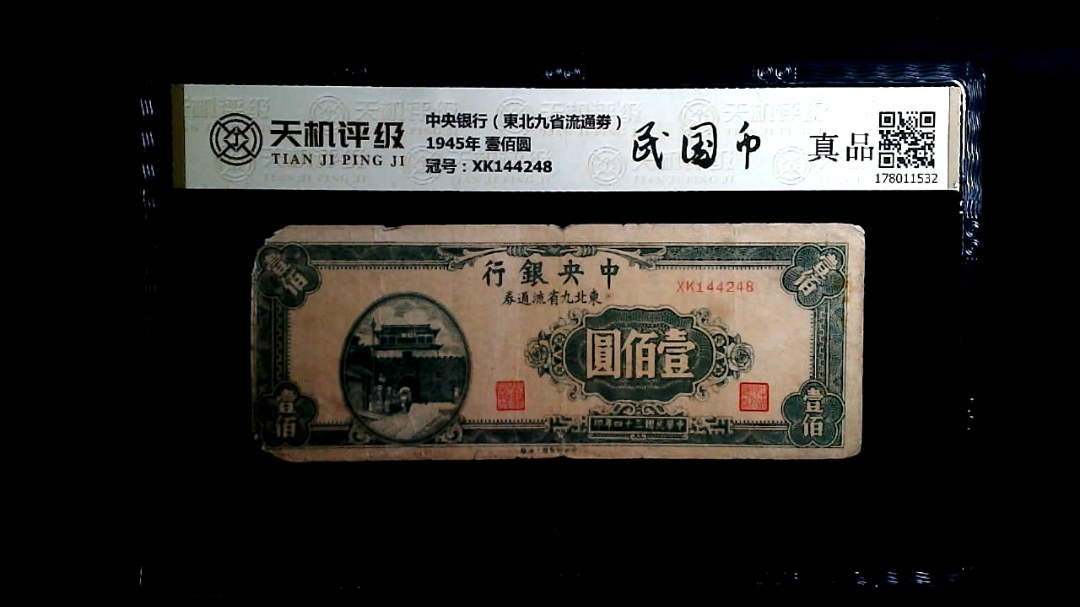 天机评级
TIAN JI PING JI
中央银行（東北九省流通券）
1945年 壹佰圆
冠号：XK144248
民国币
真品
178011532
行銀央中
券通流省九北東
XK144248
壹佰
壹佰
圓佰壹
壹佰
壹佰
印年四十三國民華中